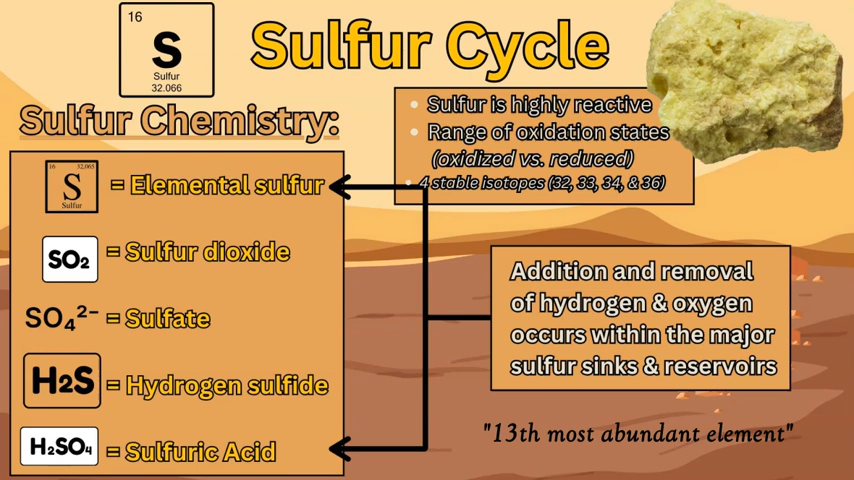 16
S
Sulfur
32.066
Sulfur Cycle
Sulfur Chemistry:
• Sulfur is highly reactive
• Range of oxidation states
(oxidized vs. reduced)
• 4 stable isotopes (32, 33, 34, & 36)
16 32,065
S
Sulfur
= Elemental sulfur
SO₂ = Sulfur dioxide
SO₄²⁻ = Sulfate
H₂S = Hydrogen sulfide
H₂SO₄ = Sulfuric Acid
Addition and removal
of hydrogen & oxygen
occurs within the major
sulfur sinks & reservoirs
"13th most abundant element"